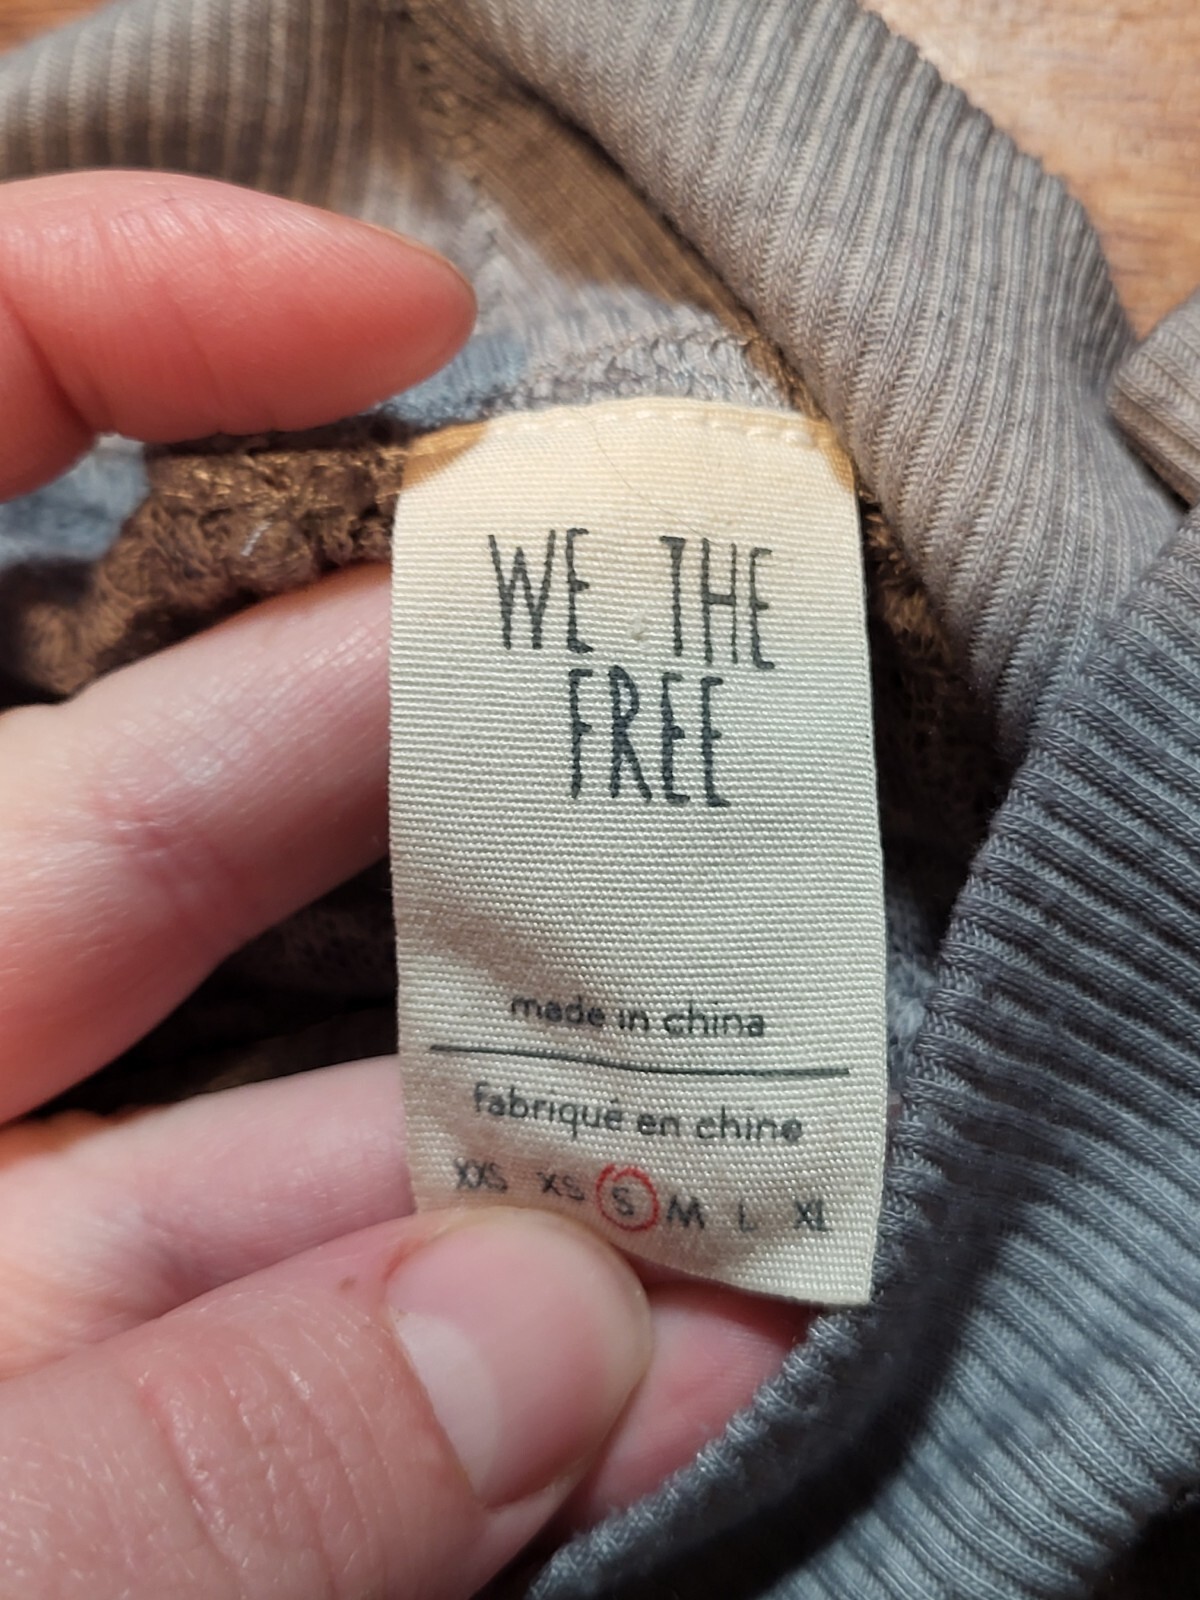 WE THE
FREE
made in china
fabriqué en chine
XXS XS S M L XL